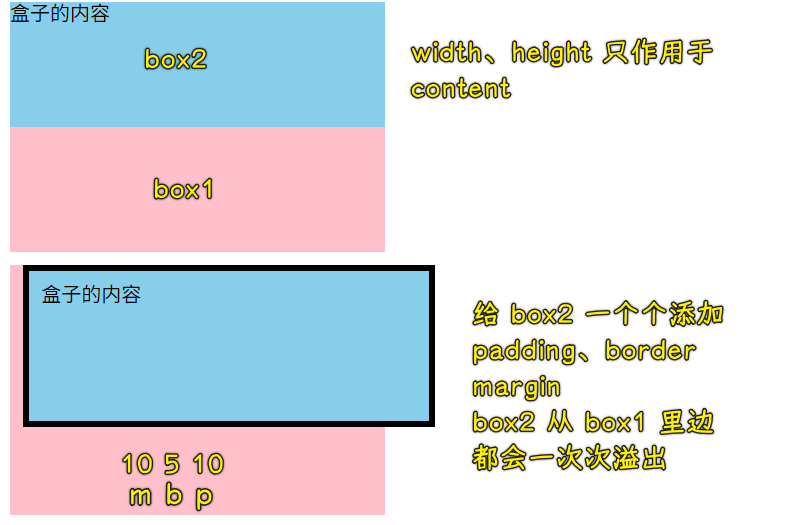 盒子的内容
box2
width、height 只作用于
content
box1
盒子的内容
给 box2 一个个添加
padding、border
margin
box2 从 box1 里边
都会一次次溢出
10 5 10
m b p